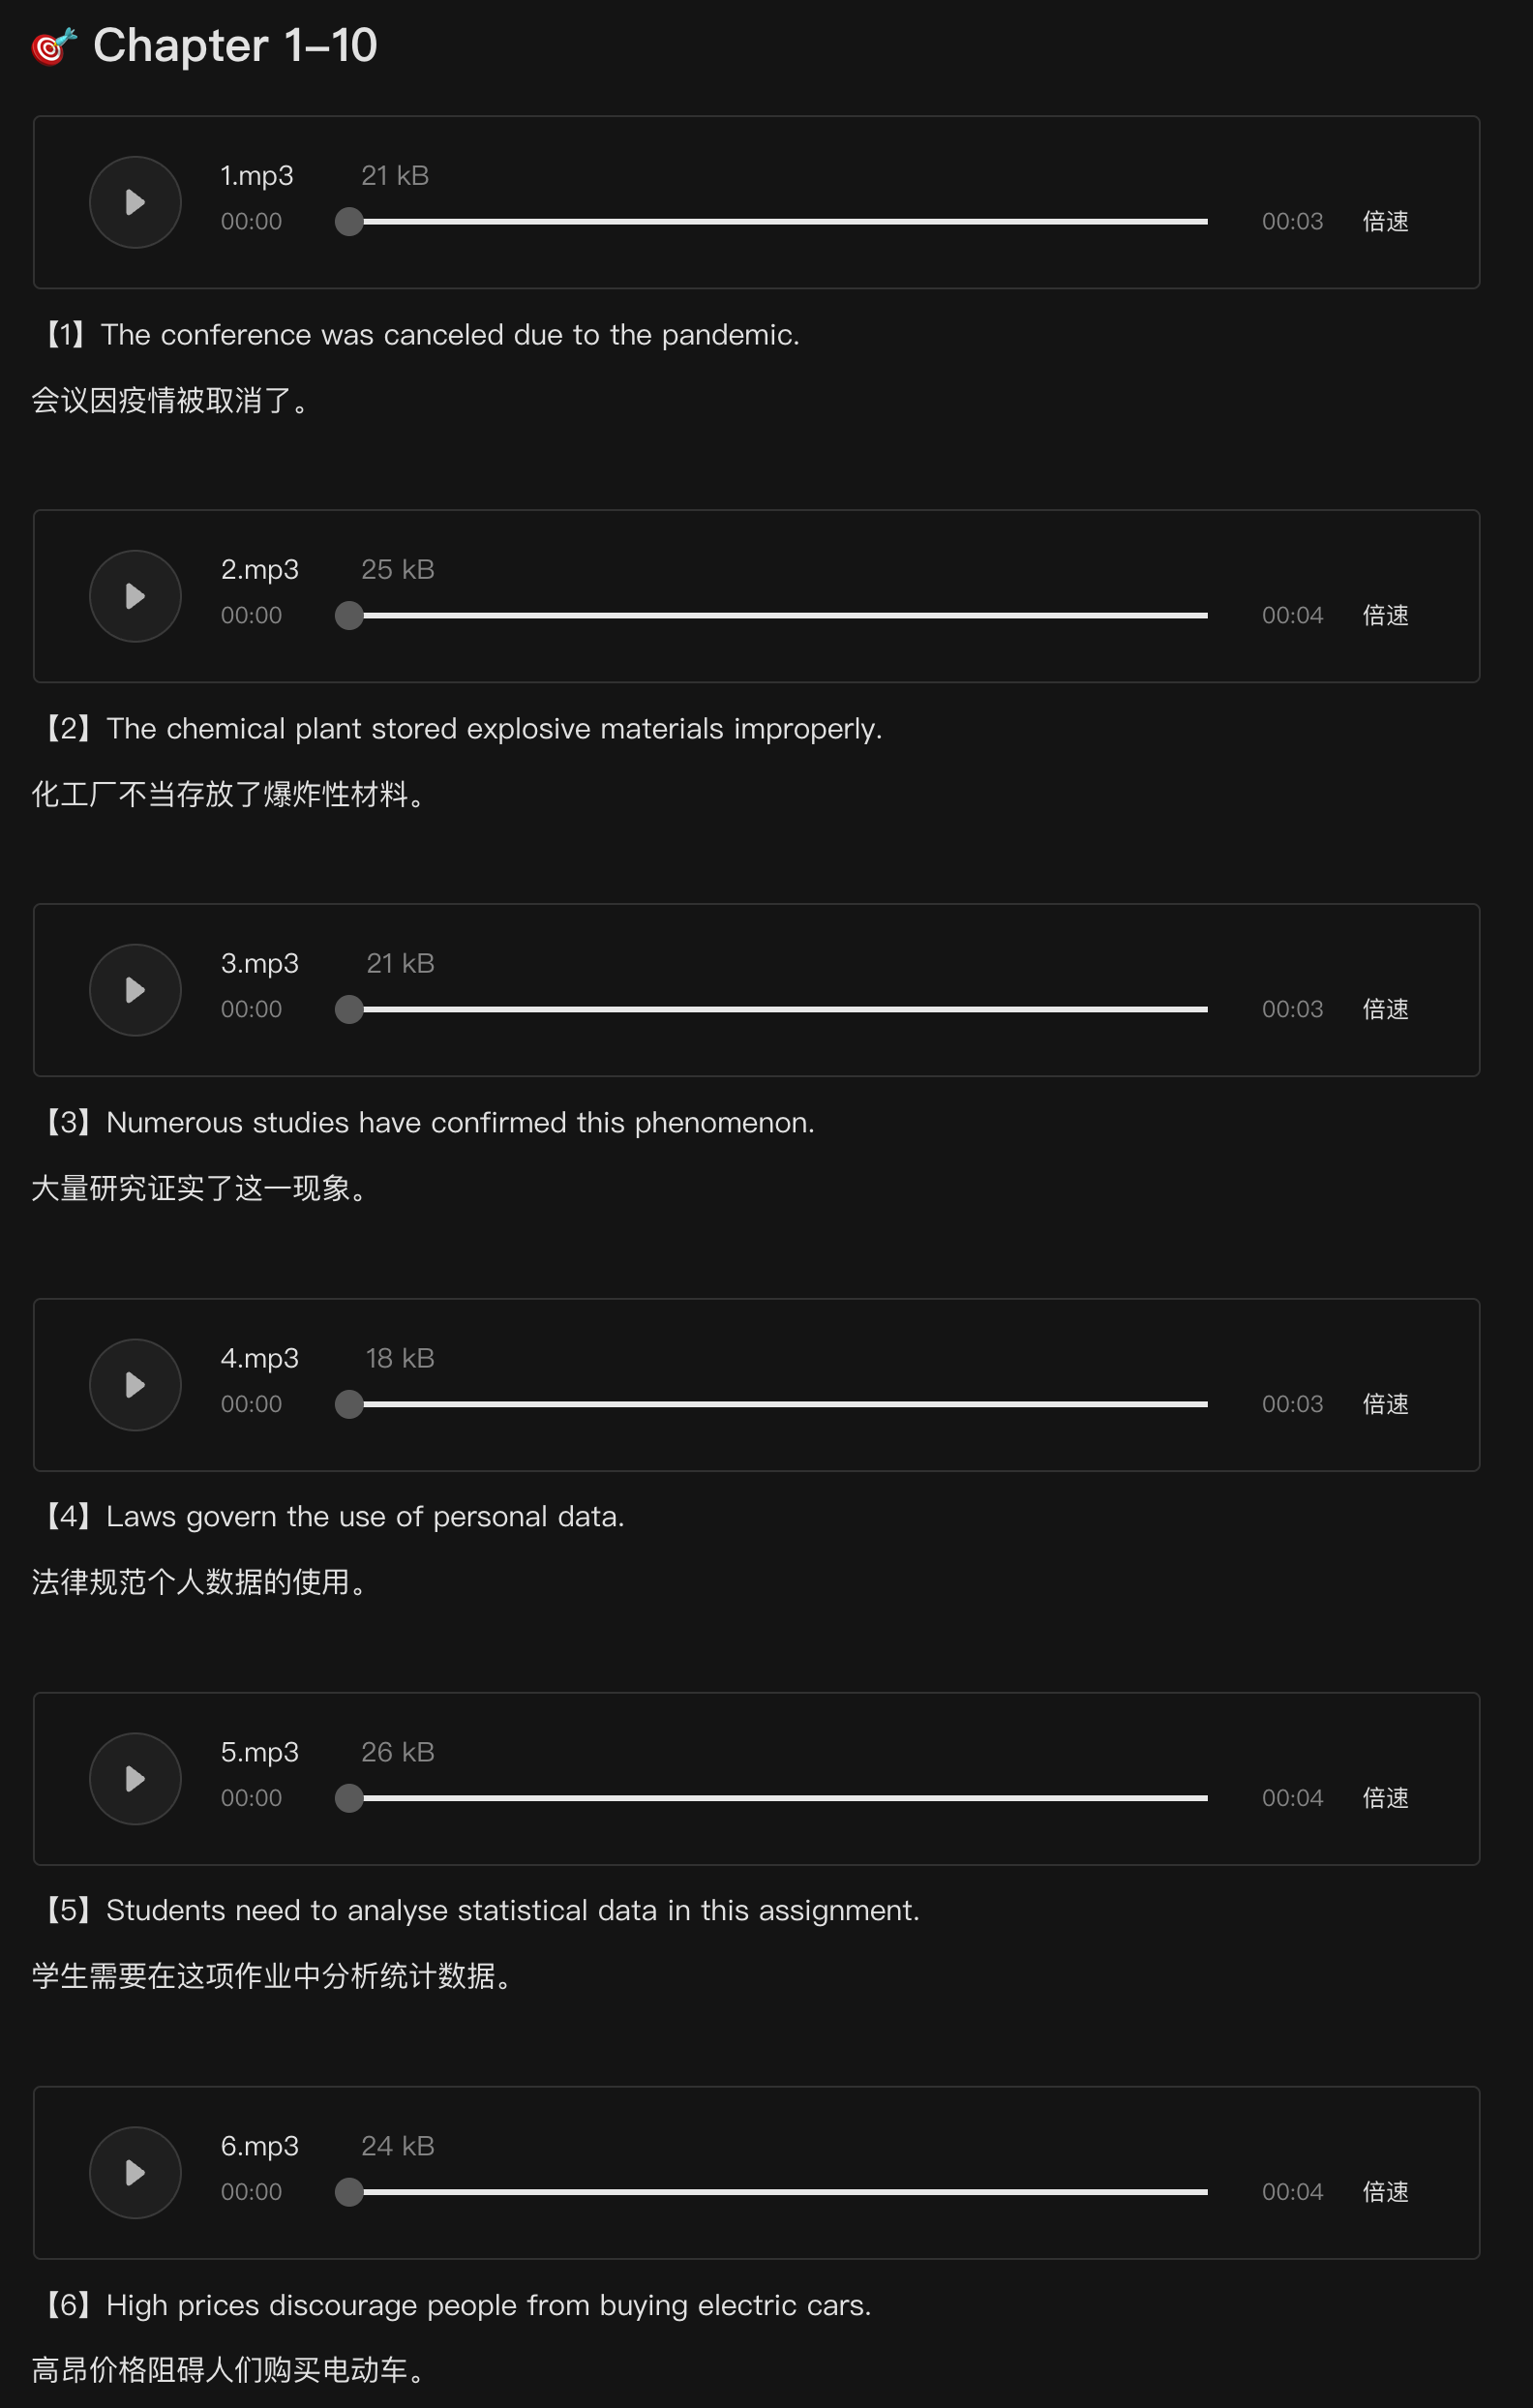 🎯 Chapter 1–10
1.mp3 21 kB
00:00 00:03 倍速
【1】The conference was canceled due to the pandemic.
会议因疫情被取消了。
2.mp3 25 kB
00:00 00:04 倍速
【2】The chemical plant stored explosive materials improperly.
化工厂不当存放了爆炸性材料。
3.mp3 21 kB
00:00 00:03 倍速
【3】Numerous studies have confirmed this phenomenon.
大量研究证实了这一现象。
4.mp3 18 kB
00:00 00:03 倍速
【4】Laws govern the use of personal data.
法律规范个人数据的使用。
5.mp3 26 kB
00:00 00:04 倍速
【5】Students need to analyse statistical data in this assignment.
学生需要在这项作业中分析统计数据。
6.mp3 24 kB
00:00 00:04 倍速
【6】High prices discourage people from buying electric cars.
高昂价格阻碍人们购买电动车。